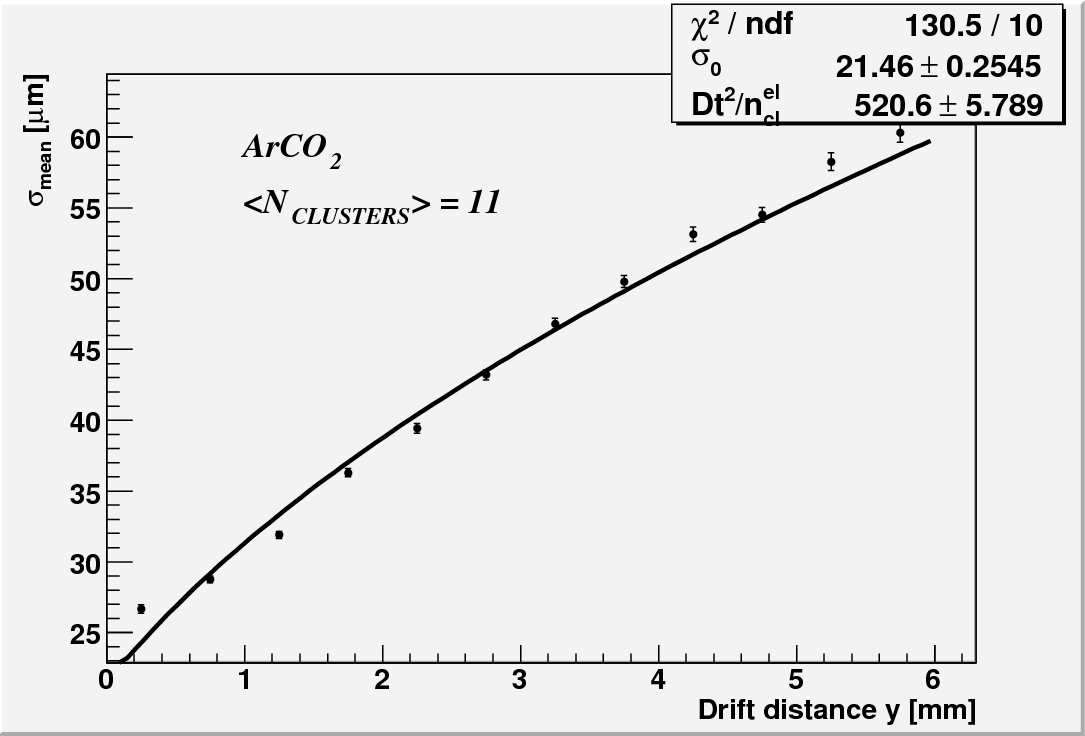 χ² / ndf 130.5 / 10
σ₀ 21.46 ± 0.2545
Dt²/n_cl^el 520.6 ± 5.789
σ_mean [μm]
ArCO₂
<N_CLUSTERS> = 11
60
55
50
45
40
35
30
25
0 1 2 3 4 5 6
Drift distance y [mm]